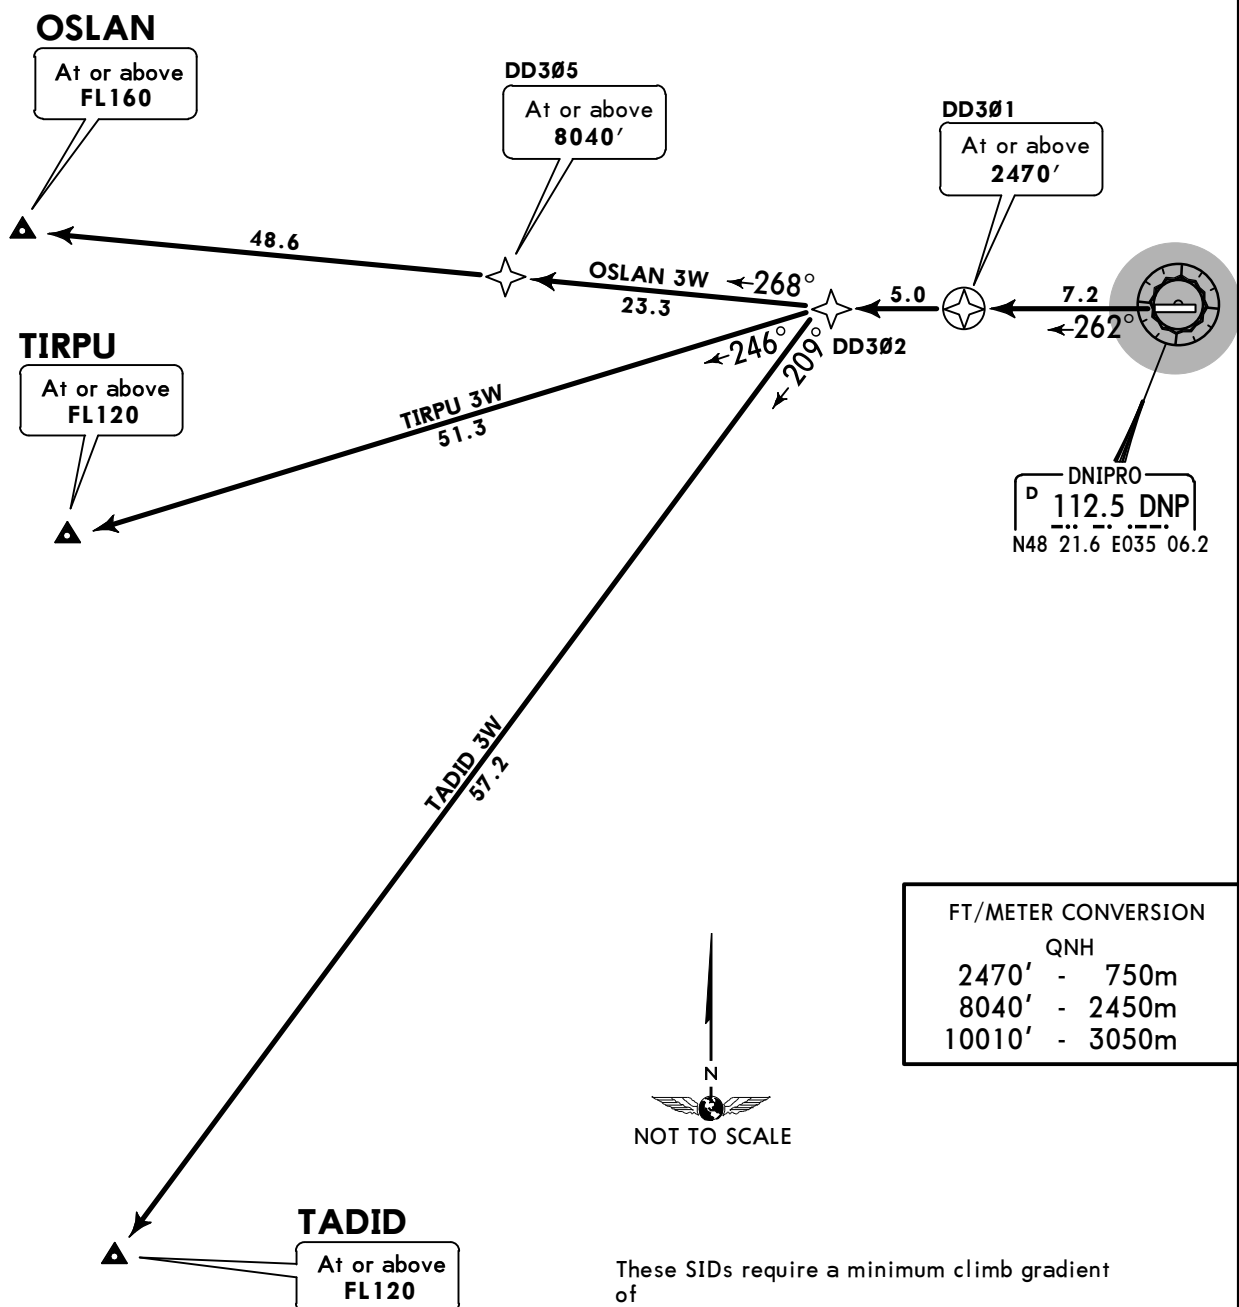 OSLAN
At or above
FL160
DD3Ø5
At or above
8040'
DD3Ø1
At or above
2470'
48.6
OSLAN 3W
23.3
268°
5.0
7.2
262°
DD3Ø2
TIRPU
At or above
FL120
246°
209°
TIRPU 3W
51.3
DNIPRO
D
112.5 DNP
N48 21.6 E035 06.2
TADID 3W
57.2
FT/METER CONVERSION
QNH
2470' - 750m
8040' - 2450m
10010' - 3050m
N
NOT TO SCALE
TADID
At or above
FL120
These SIDs require a minimum climb gradient
of